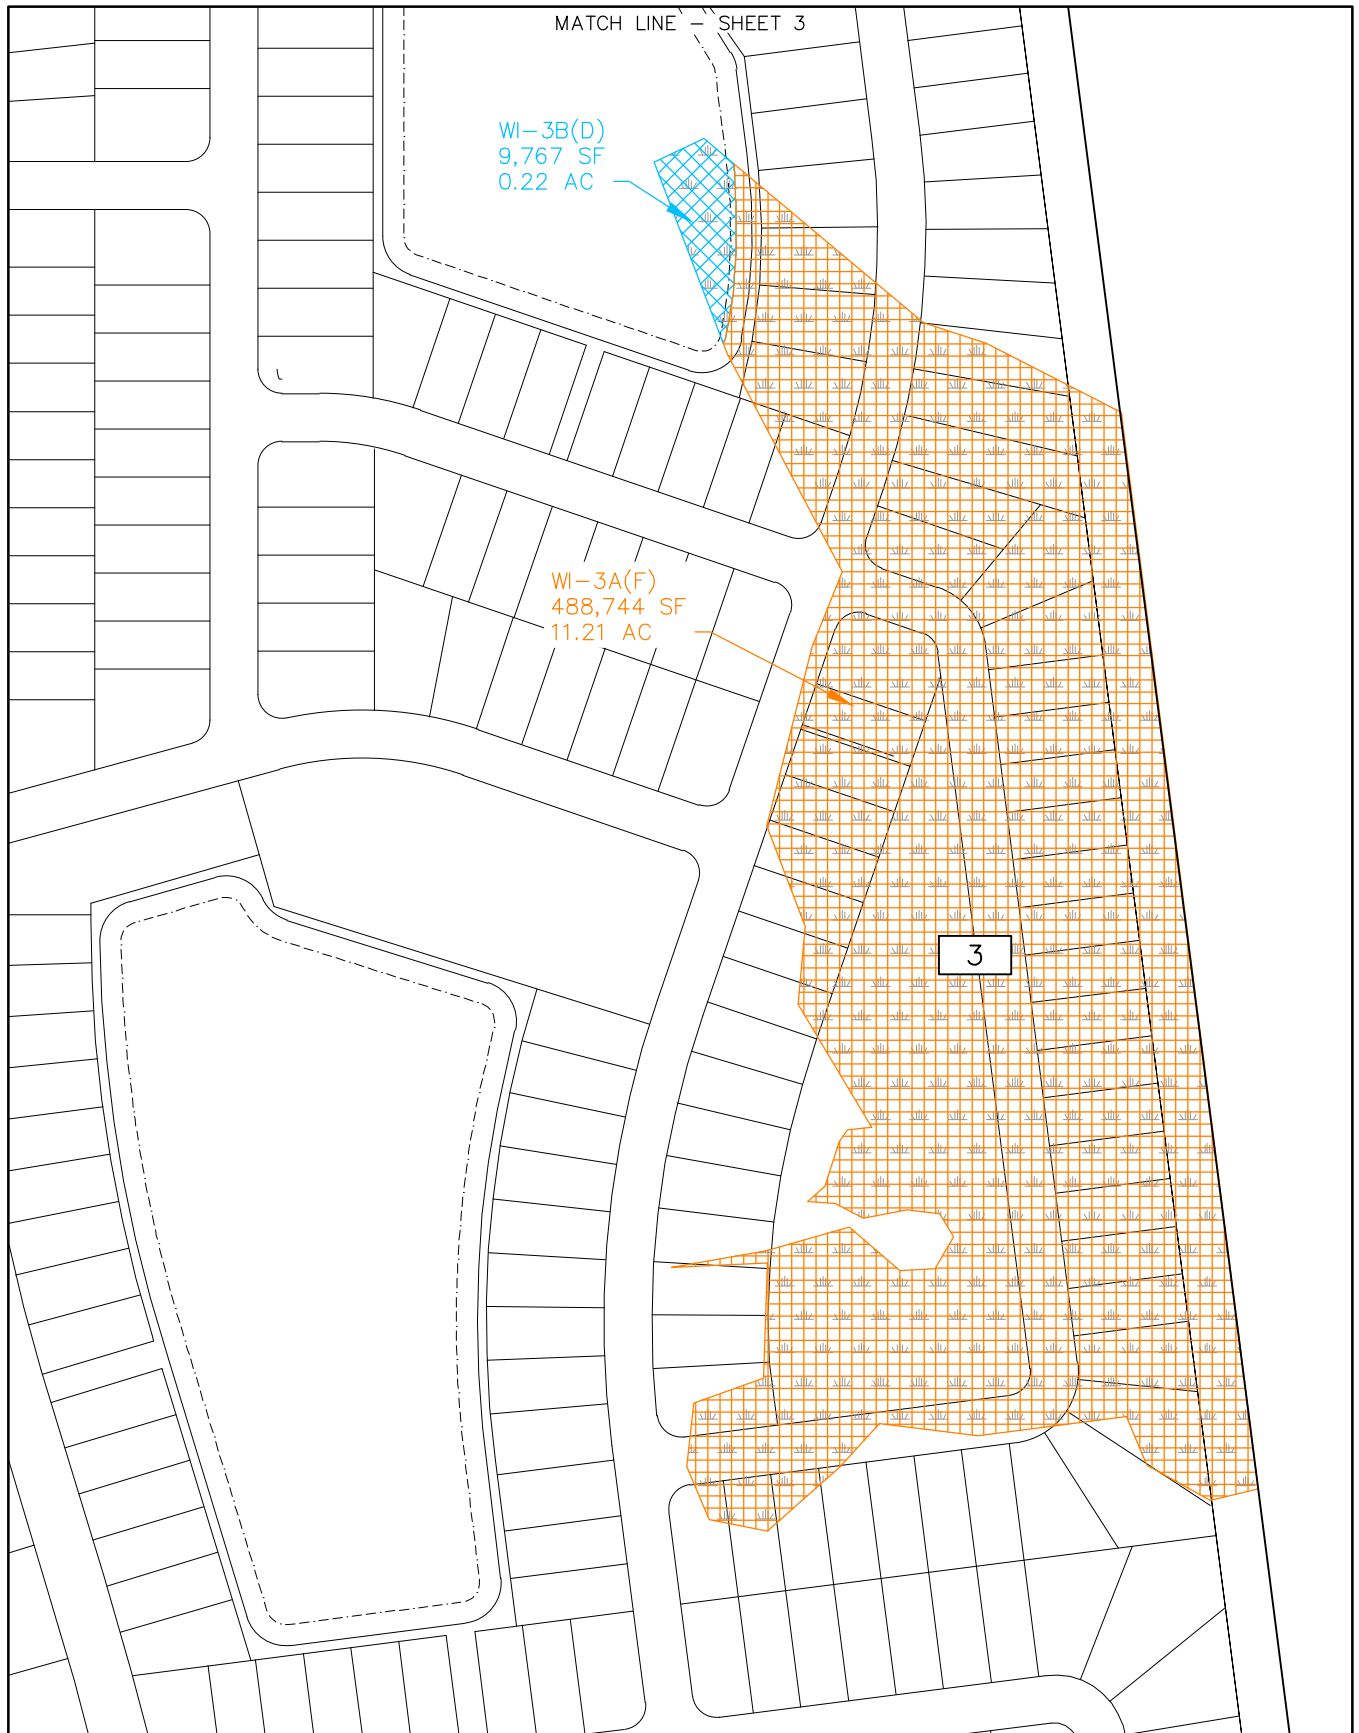 MATCH LINE - SHEET 3
WI-3B(D)
9,767 SF
0.22 AC
WI-3A(F)
488,744 SF
11.21 AC
3